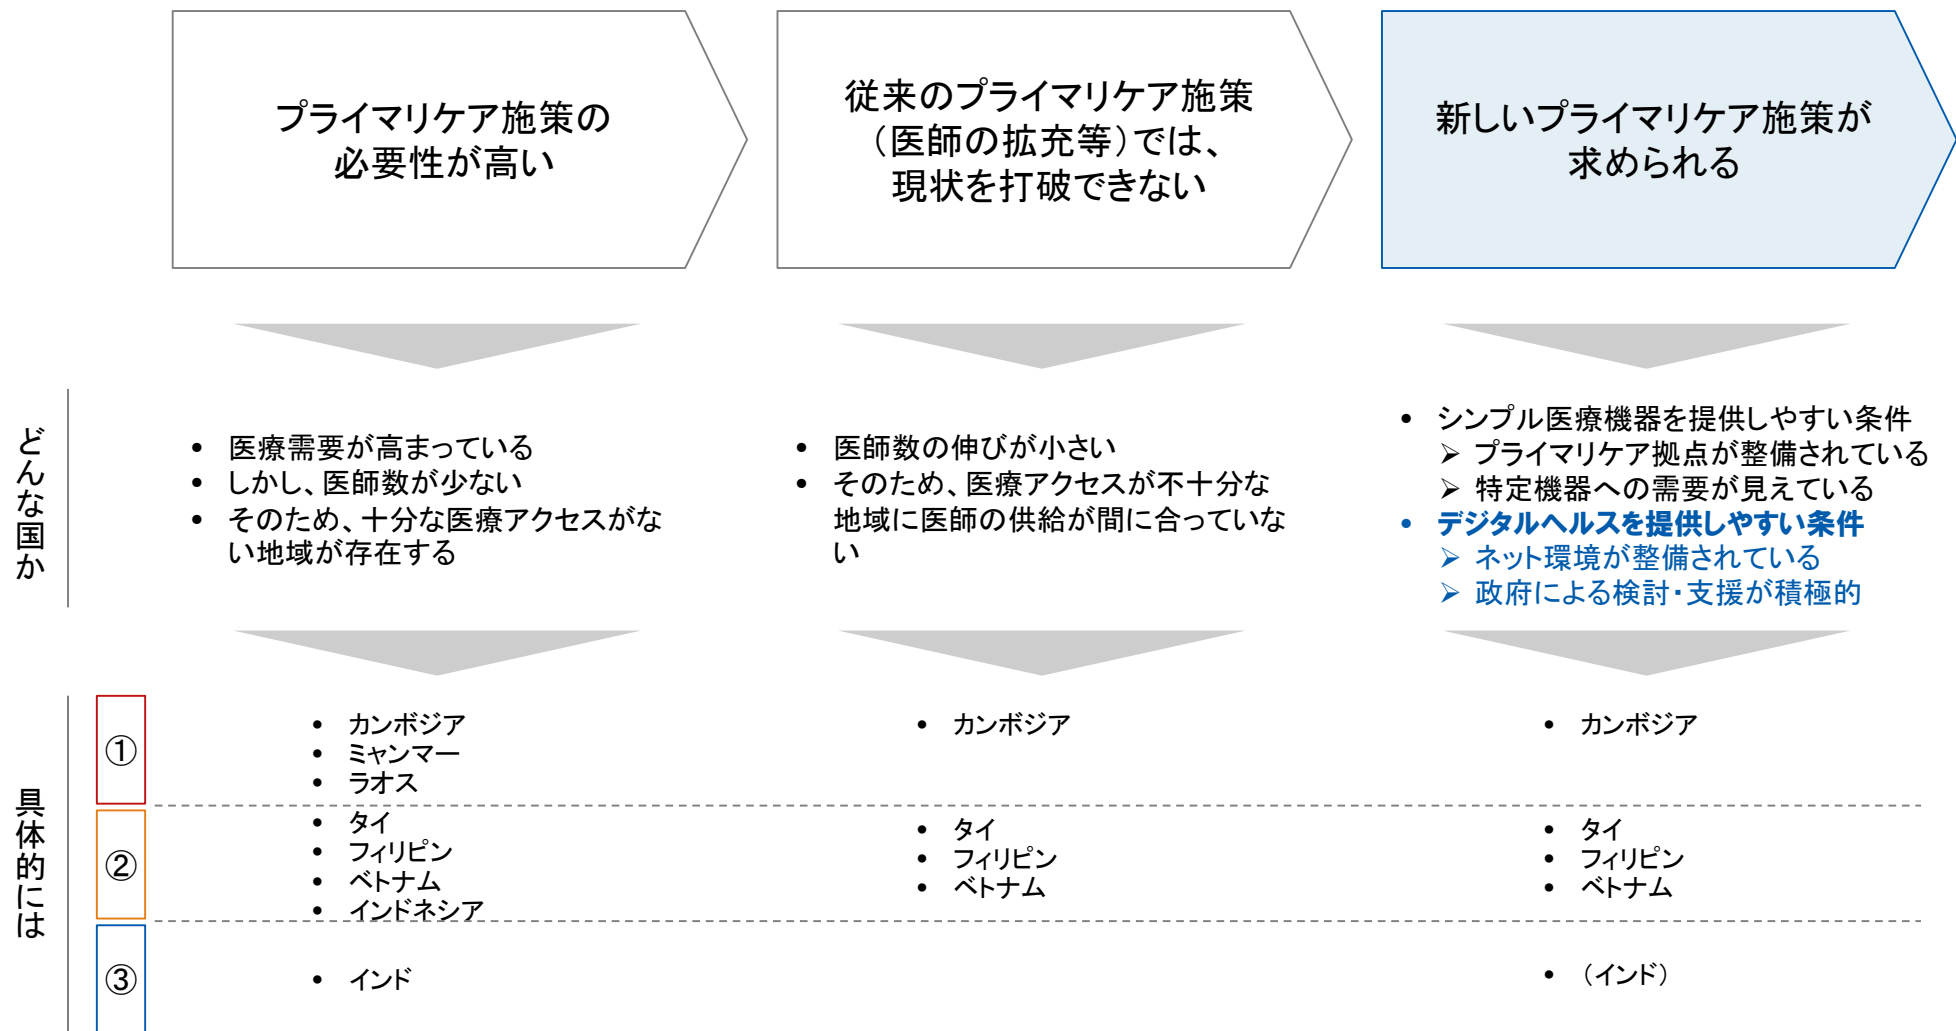 プライマリケア施策の
必要性が高い
従来のプライマリケア施策
（医師の拡充等）では、
現状を打破できない
新しいプライマリケア施策が
求められる
どんな国か
• 医療需要が高まっている
• しかし、医師数が少ない
• そのため、十分な医療アクセスがな
い地域が存在する
• 医師数の伸びが小さい
• そのため、医療アクセスが不十分な
地域に医師の供給が間に合っていな
い
• シンプル医療機器を提供しやすい条件
➢ プライマリケア拠点が整備されている
➢ 特定機器への需要が見えている
• デジタルヘルスを提供しやすい条件
➢ ネット環境が整備されている
➢ 政府による検討・支援が積極的
具体的には
①
• カンボジア
• ミャンマー
• ラオス
• カンボジア
• カンボジア
②
• タイ
• フィリピン
• ベトナム
• インドネシア
• タイ
• フィリピン
• ベトナム
• タイ
• フィリピン
• ベトナム
③
• インド
• （インド）